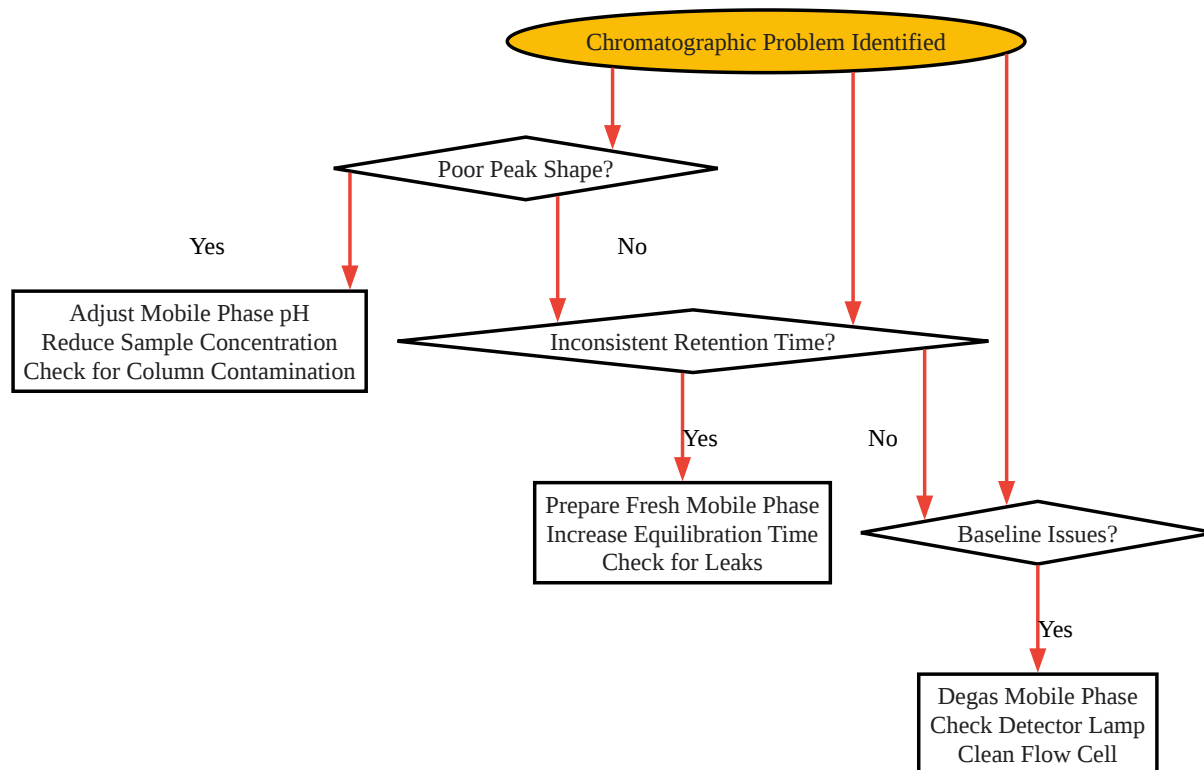 Chromatographic Problem Identified
Poor Peak Shape?
Yes
No
Adjust Mobile Phase pH
Reduce Sample Concentration
Check for Column Contamination
Inconsistent Retention Time?
Yes
No
Prepare Fresh Mobile Phase
Increase Equilibration Time
Check for Leaks
Baseline Issues?
Yes
Degas Mobile Phase
Check Detector Lamp
Clean Flow Cell